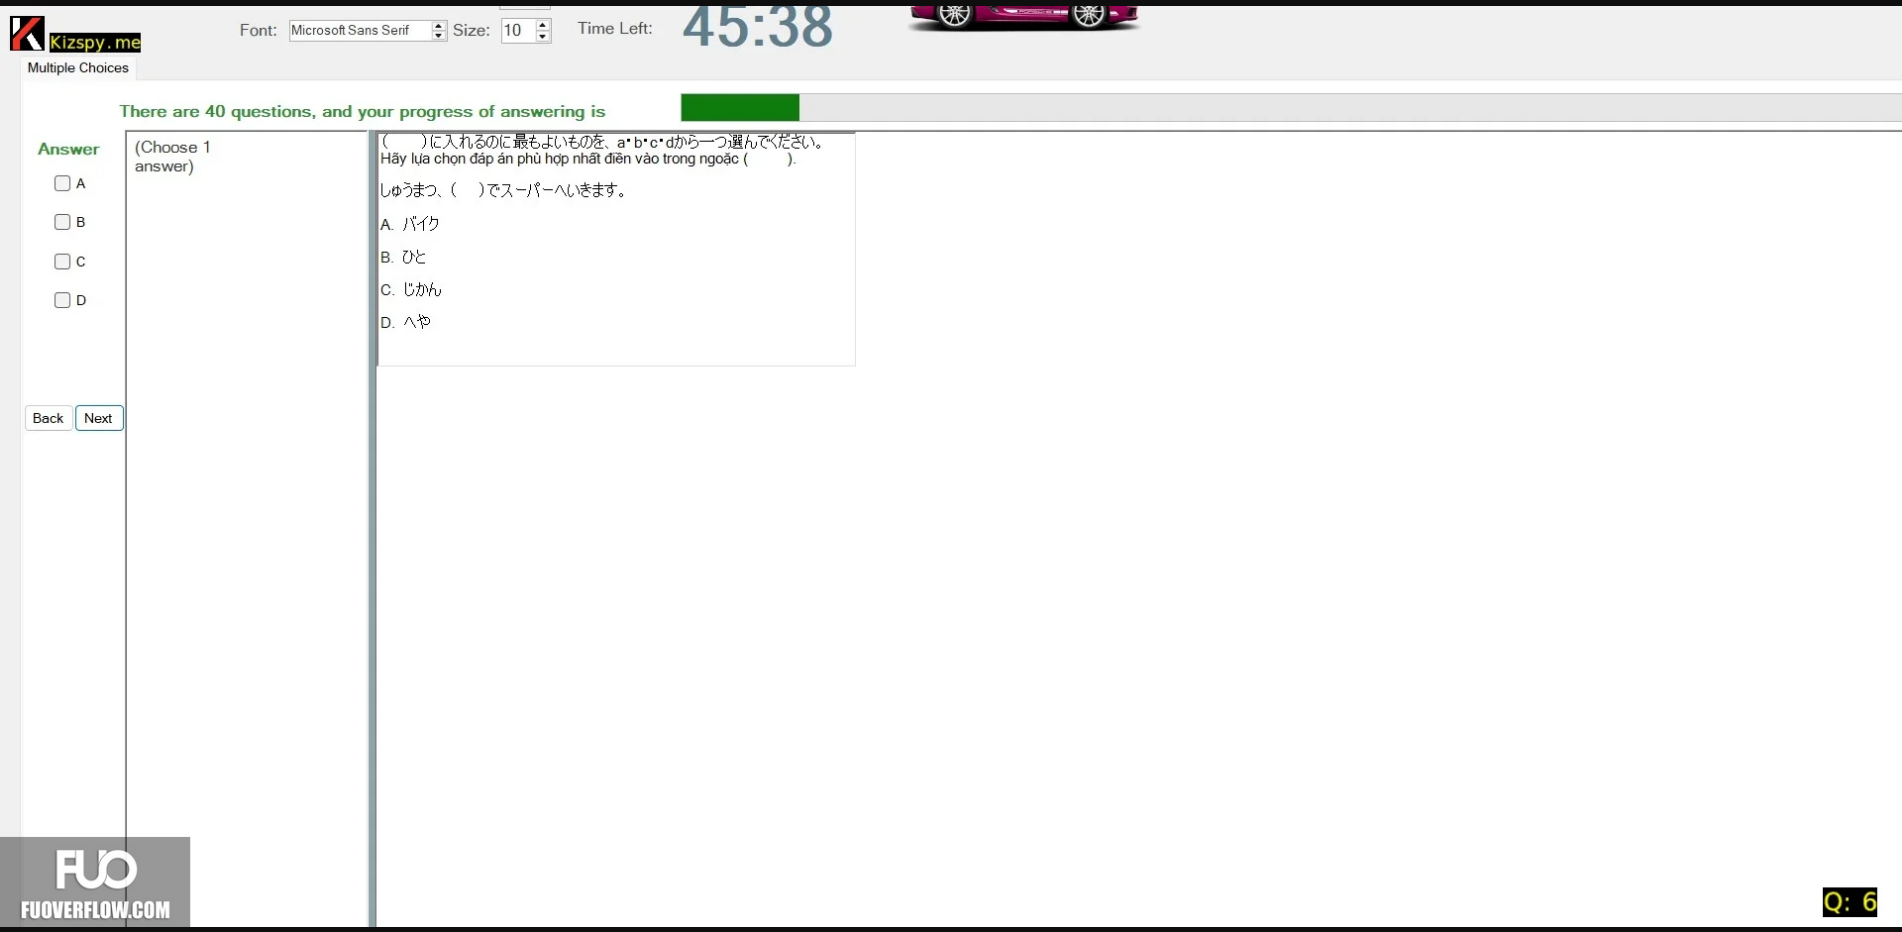 Kizspy.me
Font: Microsoft Sans Serif Size: 10 Time Left: 45:38
Multiple Choices
There are 40 questions, and your progress of answering is
Answer
A
B
C
D
Back Next
(Choose 1
answer)
(　　)に入れるのに最もよいものを、a・b・c・dから一つ選んでください。
Hãy lựa chọn đáp án phù hợp nhất điền vào trong ngoặc (　　).
しゅうまつ、(　)でスーパーへいきます。
A. バイク
B. ひと
C. じかん
D. へや
FUO
FUOVERFLOW.COM
Q: 6